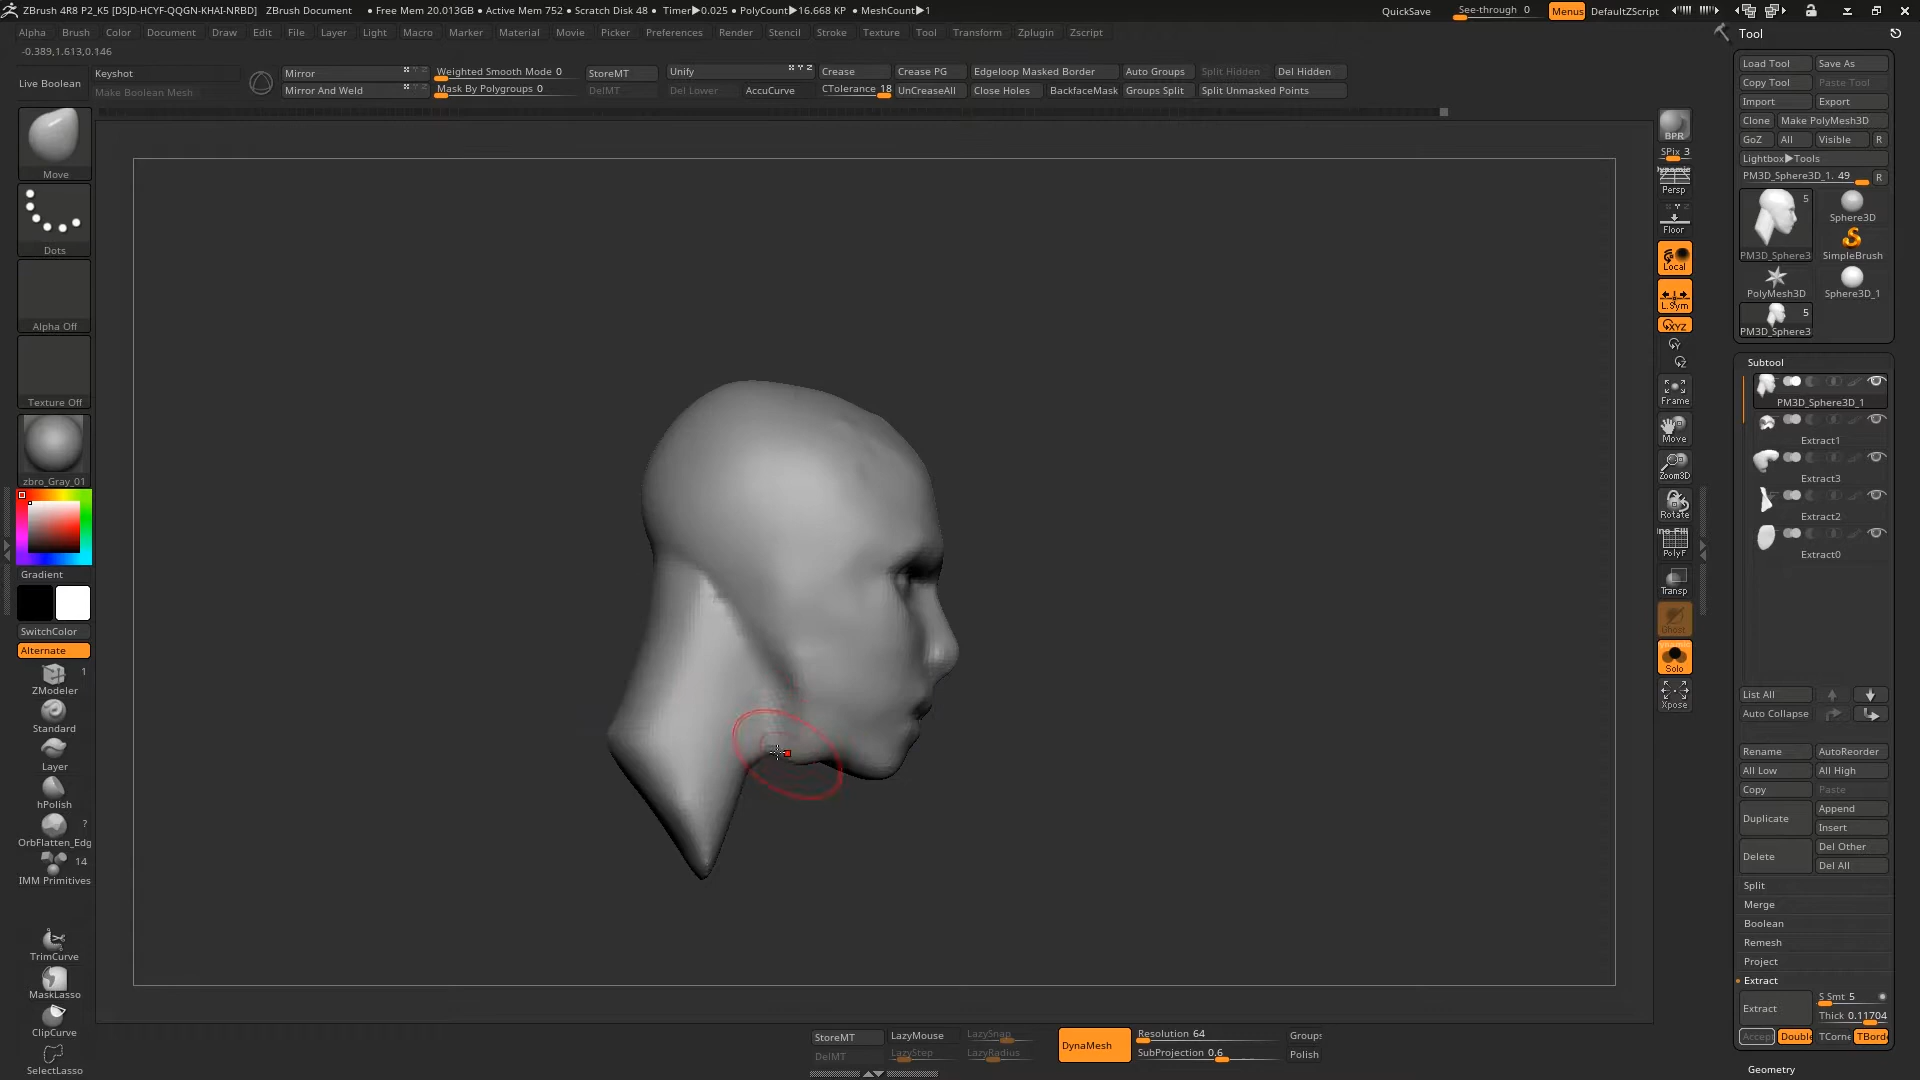 ZBrush 4R8 P2_K5 [DSJD-HCYF-QQGN-KHAI-NRBD] ZBrush Document • Free Mem 20.013GB • Active Mem 752 • Scratch Disk 48 • Timer▶0.025 • PolyCount▶16.668 KP • MeshCount▶1 QuickSave See-through 0 Menus DefaultZScript
Alpha Brush Color Document Draw Edit File Layer Light Macro Marker Material Movie Picker Preferences Render Stencil Stroke Texture Tool Transform Zplugin Zscript Tool
-0.389,1.613,0.146
Load Tool Save As
Copy Tool Paste Tool
Import Export
Clone Make PolyMesh3D
GoZ All Visible R
Lightbox▶Tools
PM3D_Sphere3D_1. 49 R
5
Sphere3D
PM3D_Sphere3 SimpleBrush
PolyMesh3D Sphere3D_1
5
PM3D_Sphere3
Live Boolean
Keyshot
Make Boolean Mesh
Mirror
Mirror And Weld
Weighted Smooth Mode 0
Mask By Polygroups 0
StoreMT
DelMT
Unify
Del Lower AccuCurve
Crease Crease PG Edgeloop Masked Border Auto Groups Split Hidden Del Hidden
CTolerance 18 UnCreaseAll Close Holes BackfaceMask Groups Split Split Unmasked Points
Move
Dots
Alpha Off
Texture Off
zbro_Gray_01
Gradient
SwitchColor
Alternate
1
ZModeler
Standard
Layer
hPolish
?
OrbFlatten_Edg
14
IMM Primitives
TrimCurve
MaskLasso
ClipCurve
SelectLasso
BPR
SPix 3
Persp
Floor
Local
L.Sym
XYZ
Frame
Move
Zoom3D
Rotate
PolyF
Transp
Ghost
Solo
Xpose
Subtool
PM3D_Sphere3D_1
Extract1
Extract3
Extract2
Extract0
List All
Auto Collapse
Rename AutoReorder
All Low All High
Copy Paste
Duplicate
Append
Insert
Delete
Del Other
Del All
Split
Merge
Boolean
Remesh
Project
Extract
Extract
S Smt 5
Thick 0.11704
Accept Double TCorne TBorde
Geometry
StoreMT
DelMT
LazyMouse LazySnap
LazyStep LazyRadius
DynaMesh
Resolution 64
SubProjection 0.6
Groups
Polish